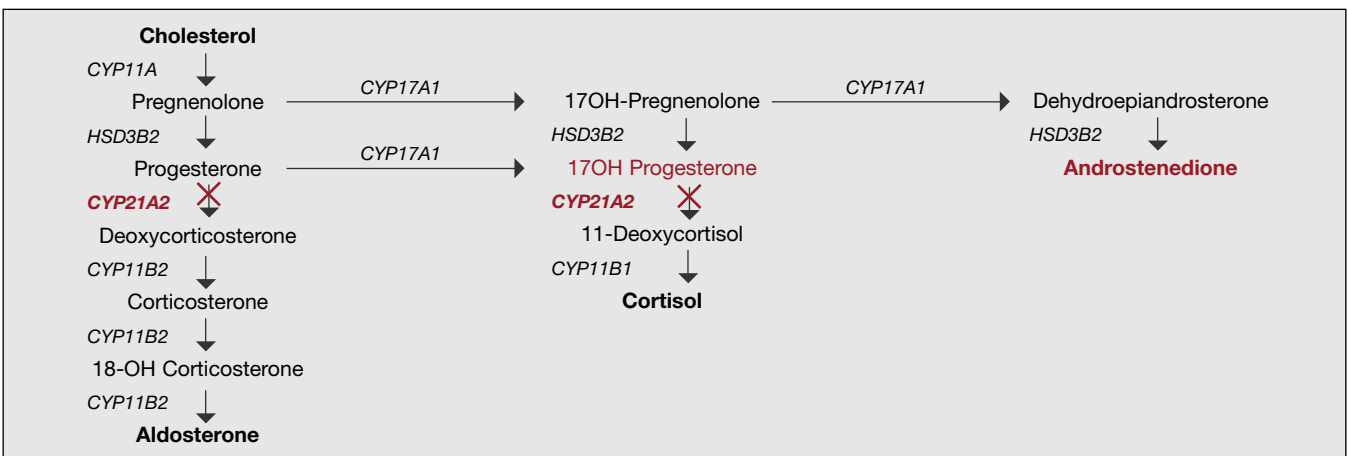 Cholesterol
CYP11A
Pregnenolone CYP17A1 17OH-Pregnenolone CYP17A1 Dehydroepiandrosterone
HSD3B2 HSD3B2 HSD3B2
Progesterone CYP17A1 17OH Progesterone Androstenedione
CYP21A2 CYP21A2
Deoxycorticosterone 11-Deoxycortisol
CYP11B2 CYP11B1
Corticosterone Cortisol
CYP11B2
18-OH Corticosterone
CYP11B2
Aldosterone